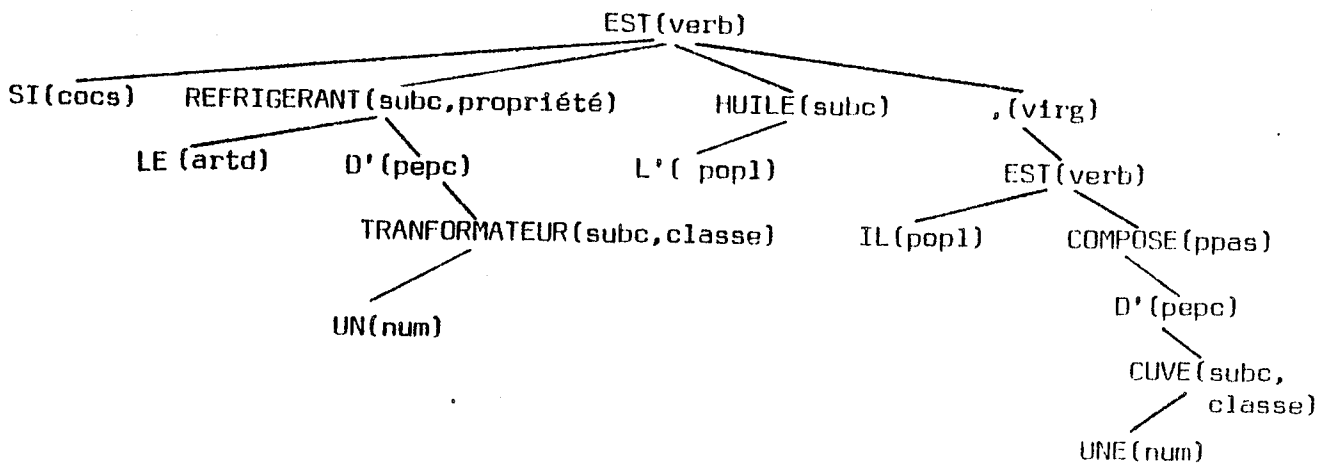 EST(verb)
SI(cocs) REFRIGERANT(subc,propriété) HUILE(subc) ,(virg)
LE (artd) D'(pepc) L'( popl) EST(verb)
TRANFORMATEUR(subc,classe) IL(popl) COMPOSE(ppas)
UN(num) D'(pepc)
CUVE(subc,
classe)
UNE(num)